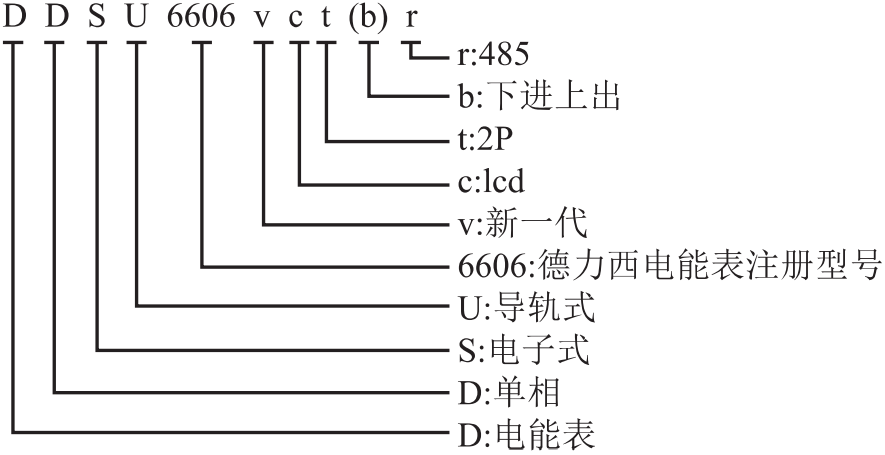 D D S U 6606 v c t (b) r
r:485
b:下进上出
t:2P
c:lcd
v:新一代
6606:德力西电能表注册型号
U:导轨式
S:电子式
D:单相
D:电能表